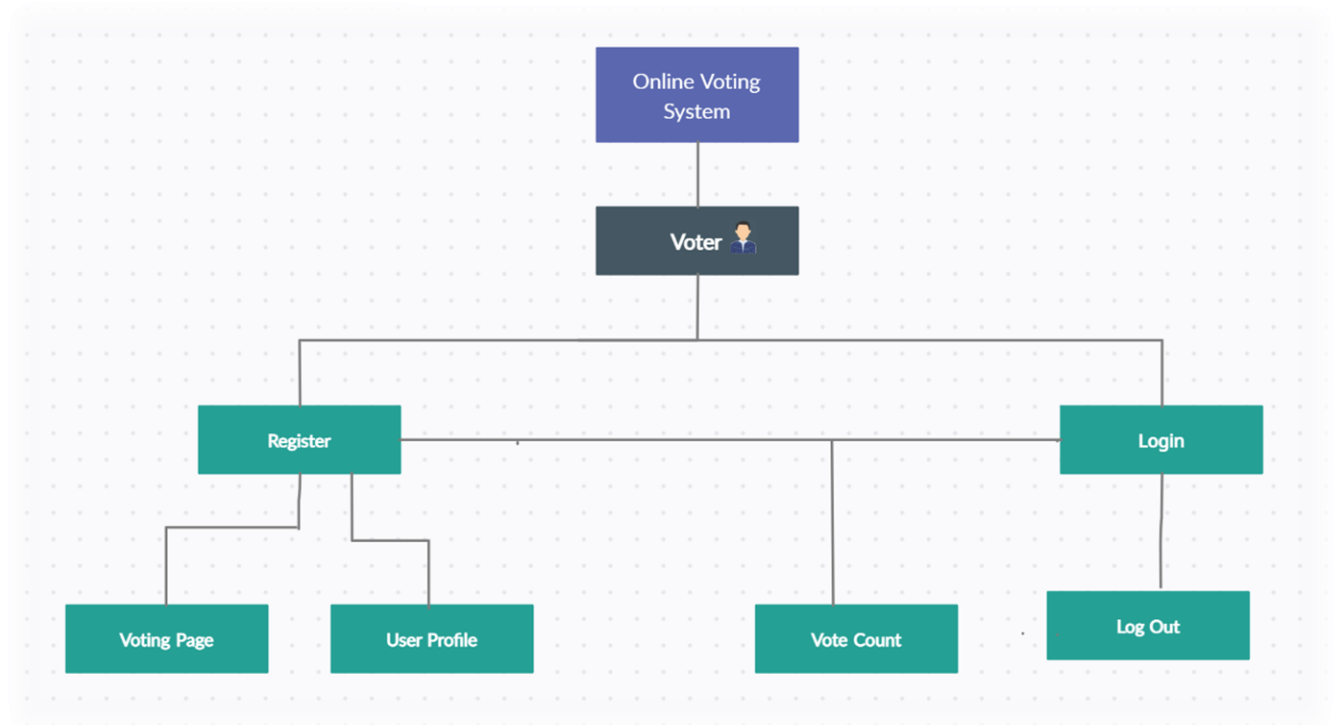 Online Voting
System
Voter
Register
Login
Voting Page
User Profile
Vote Count
Log Out